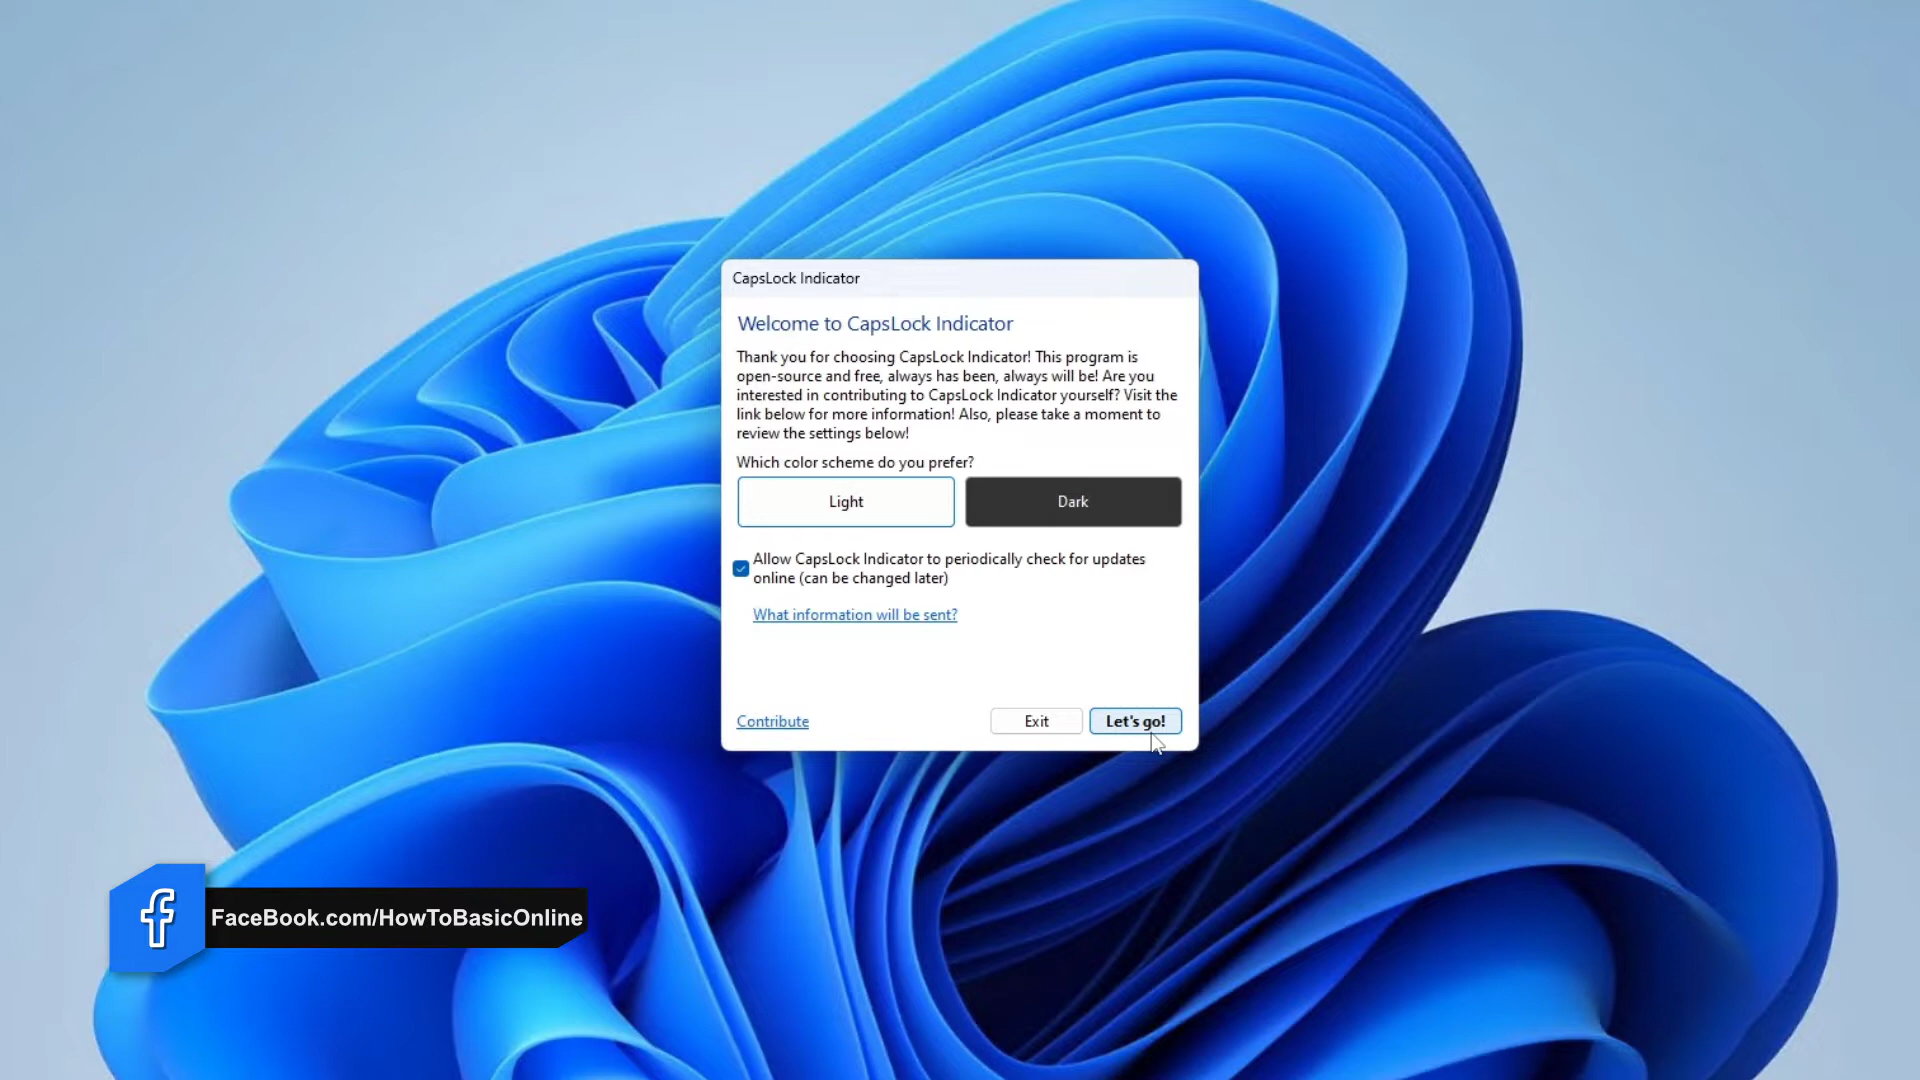 CapsLock Indicator
Welcome to CapsLock Indicator
Thank you for choosing CapsLock Indicator! This program is
open-source and free, always has been, always will be! Are you
interested in contributing to CapsLock Indicator yourself? Visit the
link below for more information! Also, please take a moment to
review the settings below!
Which color scheme do you prefer?
Light
Dark
Allow CapsLock Indicator to periodically check for updates
online (can be changed later)
What information will be sent?
Contribute
Exit
Let's go!
FaceBook.com/HowToBasicOnline